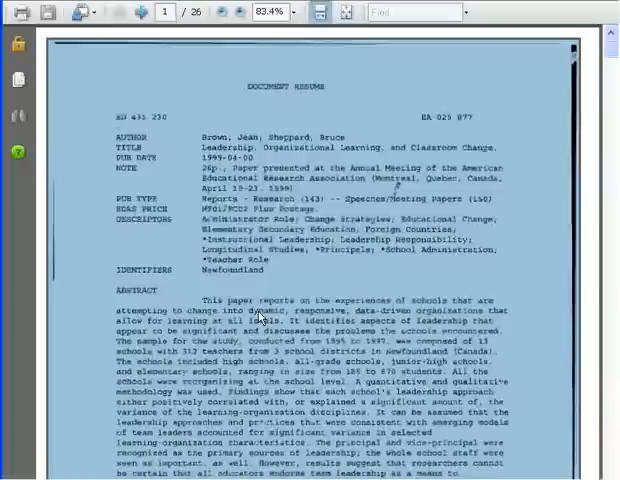 1 / 26 83.4% Find
DOCUMENT RESUME
ED 431 230 EA 029 877
AUTHOR Brown, Jean; Sheppard, Bruce
TITLE Leadership, Organizational Learning, and Classroom Change.
PUB DATE 1999-04-00
NOTE 26p.; Paper presented at the Annual Meeting of the American
Educational Research Association (Montreal, Quebec, Canada,
April 19-23, 1999)
PUB TYPE Reports - Research (143) -- Speeches/Meeting Papers (150)
EDRS PRICE MF01/PC02 Plus Postage.
DESCRIPTORS Administrator Role; Change Strategies; Educational Change;
Elementary Secondary Education; Foreign Countries;
*Instructional Leadership; Leadership Responsibility;
Longitudinal Studies; *Principals; *School Administration;
*Teacher Role
IDENTIFIERS Newfoundland
ABSTRACT
This paper reports on the experiences of schools that are
attempting to change into dynamic, responsive, data-driven organizations that
allow for learning at all levels. It identifies aspects of leadership that
appear to be significant and discusses the problems the schools encountered.
The sample for the study, conducted from 1995 to 1997, was composed of 13
schools with 312 teachers from 3 school districts in Newfoundland (Canada).
The schools included high schools, all-grade schools, junior-high schools,
and elementary schools, ranging in size from 185 to 870 students. All the
schools were reorganizing at the school level. A quantitative and qualitative
methodology was used. Findings show that each school's leadership approach
either positively correlated with, or explained a significant amount of, the
variance of the learning-organization disciplines. It can be assumed that the
leadership approaches and practices that were consistent with emerging models
of team leaders accounted for significant variance in selected
learning-organization characteristics. The principal and vice-principal were
recognized as the primary sources of leadership; the whole school staff were
seen as important, as well. However, results suggest that researchers cannot
be certain that all educators endorse team leadership as a means to